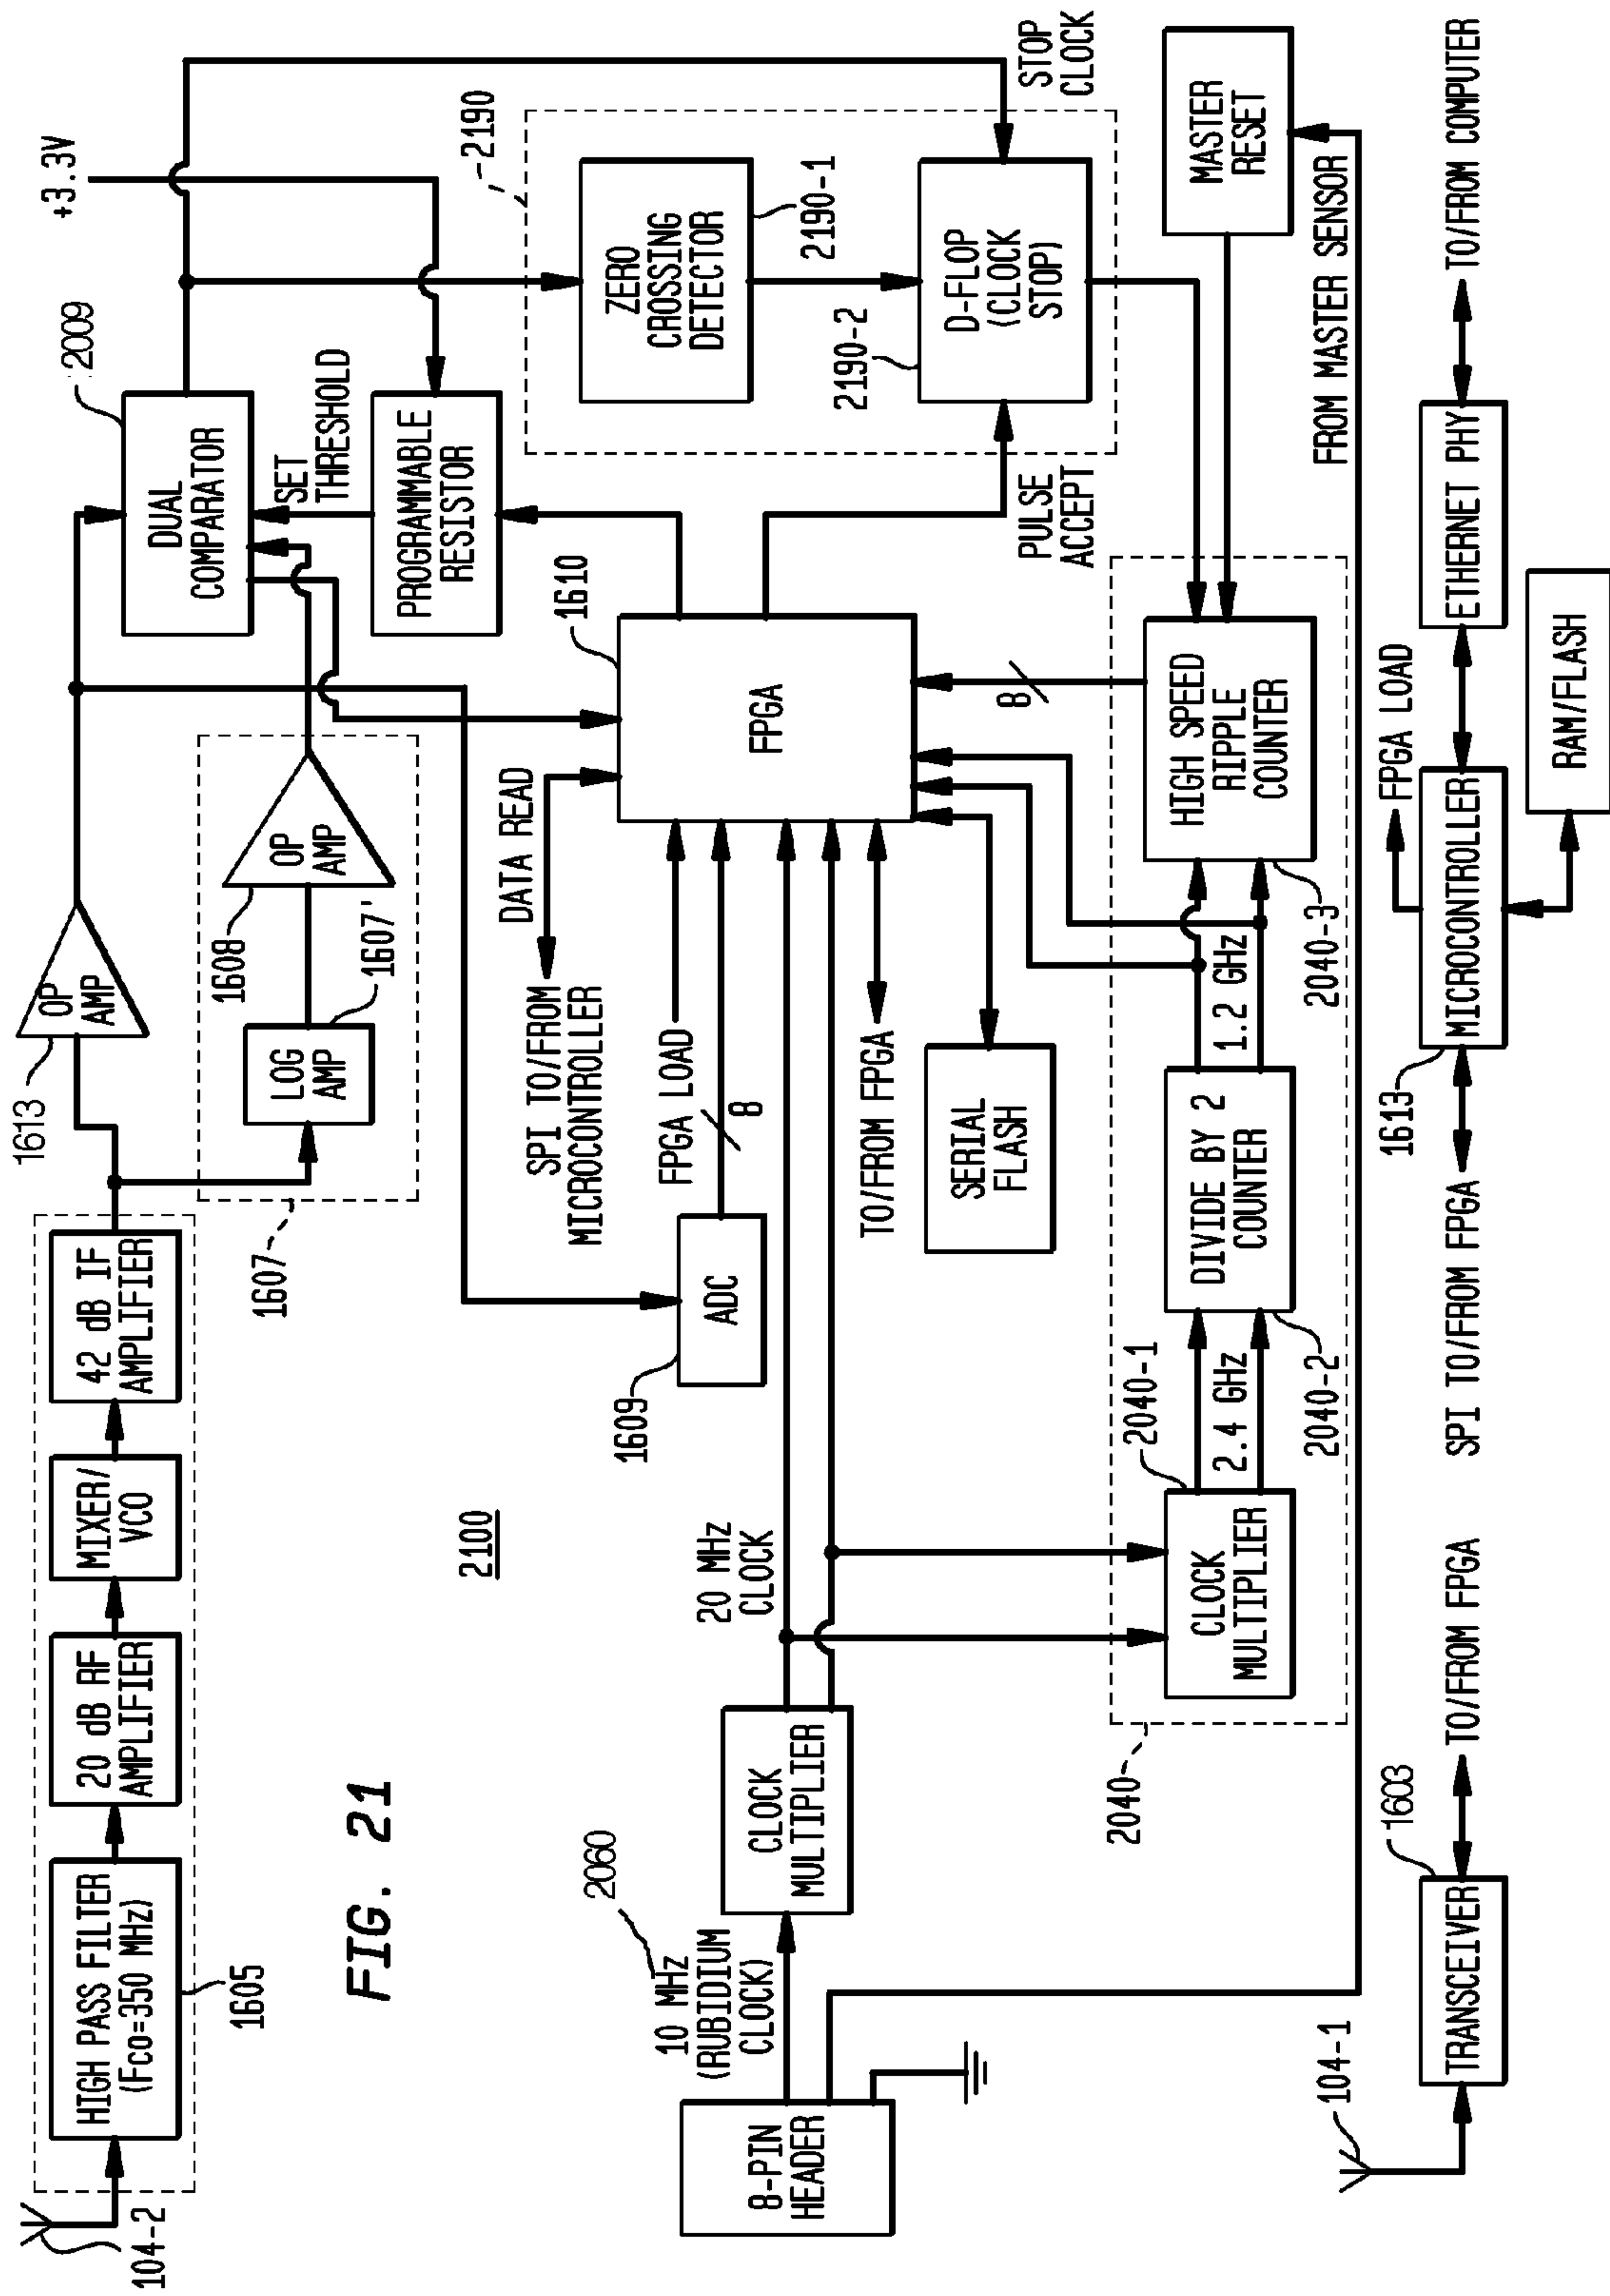 104-2
HIGH PASS FILTER
(Fco=350 MHz)
1605
20 dB RF
AMPLIFIER
MIXER/
VCO
42 dB IF
AMPLIFIER
1613
OP
AMP
1607
LOG
AMP
1607'
1608
OP
AMP
2009
DUAL
COMPARATOR
+3.3V
SET
THRESHOLD
PROGRAMMABLE
RESISTOR
2190
ZERO
CROSSING
DETECTOR
2190-1
2190-2
D-FLOP
(CLOCK
STOP)
STOP
CLOCK
PULSE
ACCEPT
MASTER
RESET
FROM MASTER SENSOR
FIG. 21
2100
1609
ADC
DATA READ
SPI TO/FROM
MICROCONTROLLER
FPGA LOAD
8
TO/FROM FPGA
SERIAL
FLASH
1610
FPGA
8
8-PIN
HEADER
10 MHz
(RUBIDIUM
CLOCK)
2060
CLOCK
MULTIPLIER
20 MHz
CLOCK
2040
CLOCK
MULTIPLIER
2040-1
2.4 GHz
2040-2
DIVIDE BY 2
COUNTER
1.2 GHz
2040-3
HIGH SPEED
RIPPLE
COUNTER
104-1
TRANSCEIVER
1603
TO/FROM FPGA
SPI TO/FROM FPGA
1613
MICROCONTROLLER
FPGA LOAD
ETHERNET PHY
TO/FROM COMPUTER
RAM/FLASH